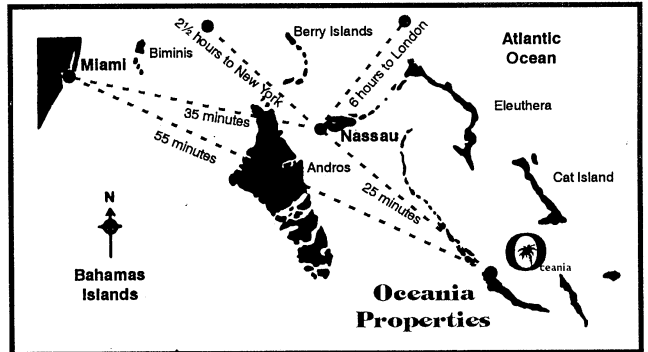 2½ hours to New York
Berry Islands
6 hours to London
Atlantic
Ocean
Miami
Biminis
Eleuthera
35 minutes
55 minutes
Nassau
Andros
25 minutes
Cat Island
N
Bahamas
Islands
Oceania
Oceania
Properties